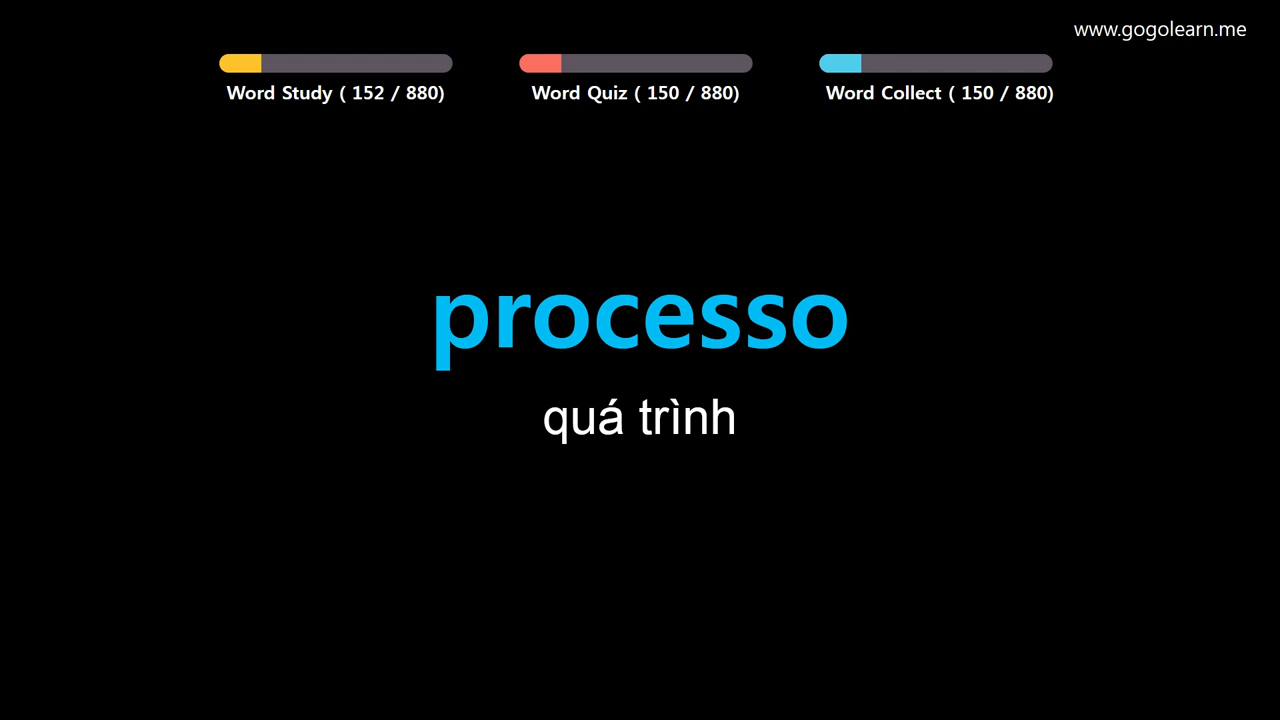 www.gogolearn.me
Word Study ( 152 / 880)
Word Quiz ( 150 / 880)
Word Collect ( 150 / 880)
processo
quá trình